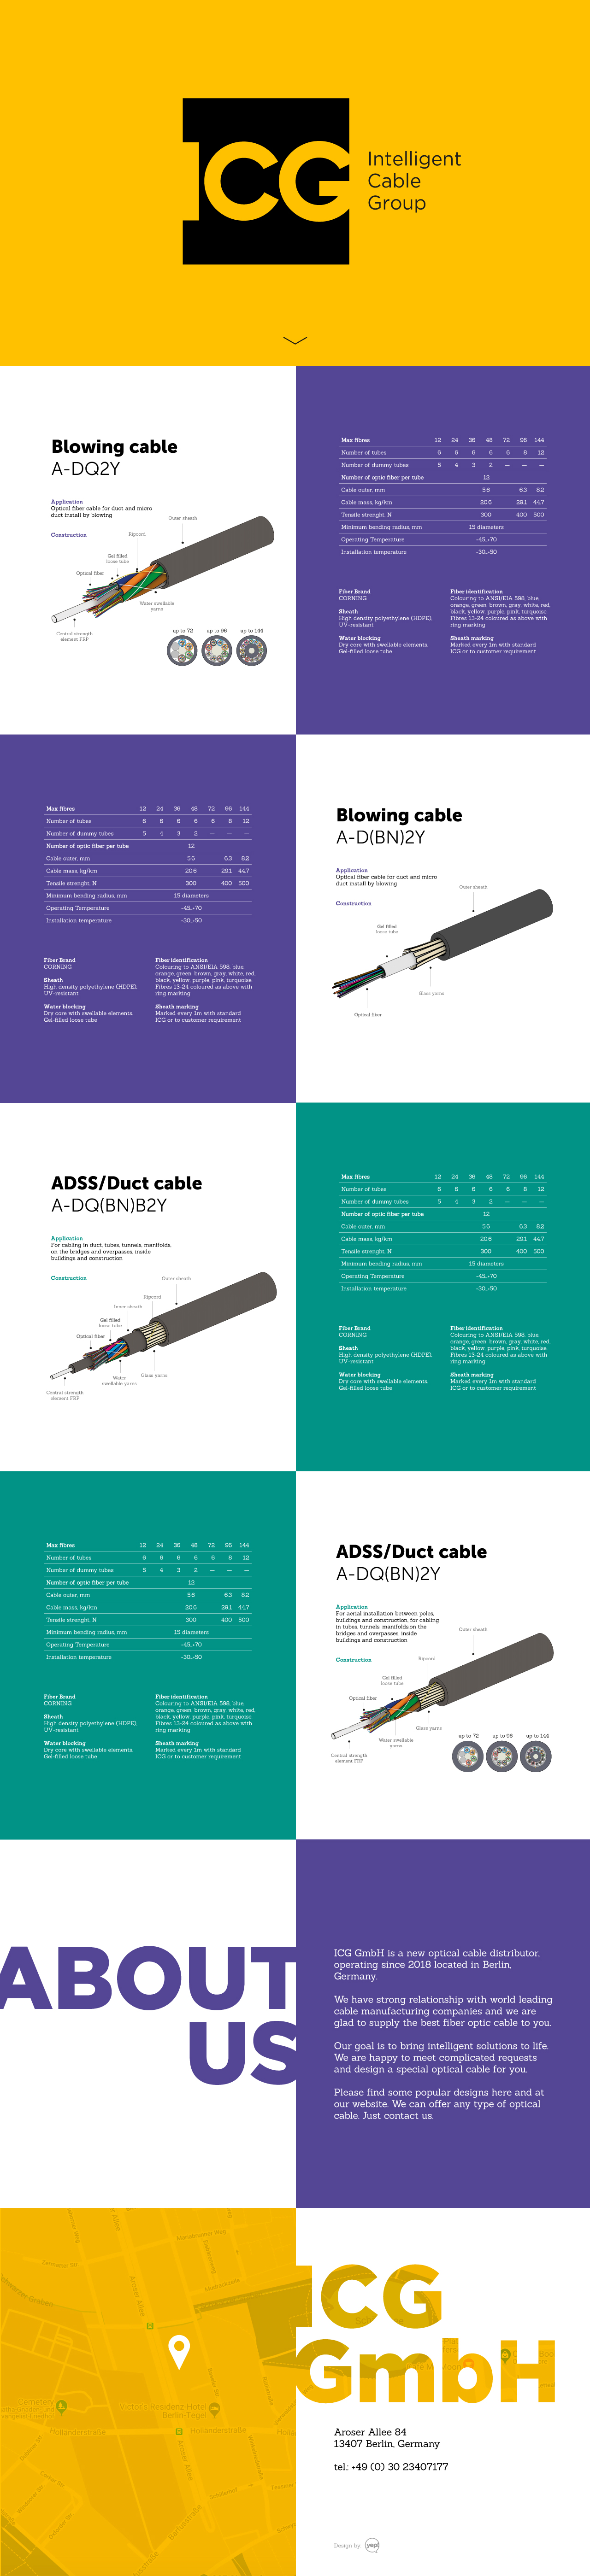 ICG
Intelligent
Cable
Group
Blowing cable
A-DQ2Y
Application
Optical fiber cable for duct and micro
duct install by blowing
Construction
Outer sheath
Ripcord
Gel filled
loose tube
Optical fiber
Water swellable
yarns
Central strength
element FRP
up to 72 up to 96 up to 144
Max fibres 12 24 36 48 72 96 144
Number of tubes 6 6 6 6 6 8 12
Number of dummy tubes 5 4 3 2 — — —
Number of optic fiber per tube 12
Cable outer, mm 5.6 6.3 8.2
Cable mass, kg/km 20.6 29.1 44.7
Tensile strenght, N 300 400 500
Minimum bending radius, mm 15 diameters
Operating Temperature -45...+70
Installation temperature -30...+50
Fiber Brand
CORNING
Sheath
High density polyethylene (HDPE),
UV-resistant
Water blocking
Dry core with swellable elements.
Gel-filled loose tube
Fiber identification
Colouring to ANSI/EIA 598, blue,
orange, green, brown, gray, white, red,
black, yellow, purple, pink, turquoise.
Fibres 13-24 coloured as above with
ring marking
Sheath marking
Marked every 1m with standard
ICG or to customer requirement
Max fibres 12 24 36 48 72 96 144
Number of tubes 6 6 6 6 6 8 12
Number of dummy tubes 5 4 3 2 — — —
Number of optic fiber per tube 12
Cable outer, mm 5.6 6.3 8.2
Cable mass, kg/km 20.6 29.1 44.7
Tensile strenght, N 300 400 500
Minimum bending radius, mm 15 diameters
Operating Temperature -45...+70
Installation temperature -30...+50
Fiber Brand
CORNING
Sheath
High density polyethylene (HDPE),
UV-resistant
Water blocking
Dry core with swellable elements.
Gel-filled loose tube
Fiber identification
Colouring to ANSI/EIA 598, blue,
orange, green, brown, gray, white, red,
black, yellow, purple, pink, turquoise.
Fibres 13-24 coloured as above with
ring marking
Sheath marking
Marked every 1m with standard
ICG or to customer requirement
Blowing cable
A-D(BN)2Y
Application
Optical fiber cable for duct and micro
duct install by blowing
Construction
Outer sheath
Gel filled
loose tube
Glass yarns
Optical fiber
ADSS/Duct cable
A-DQ(BN)B2Y
Application
For cabling in duct, tubes, tunnels, manifolds,
on the bridges and overpasses, inside
buildings and construction
Construction
Outer sheath
Ripcord
Inner sheath
Gel filled
loose tube
Optical fiber
Glass yarns
Water
swellable yarns
Central strength
element FRP
Max fibres 12 24 36 48 72 96 144
Number of tubes 6 6 6 6 6 8 12
Number of dummy tubes 5 4 3 2 — — —
Number of optic fiber per tube 12
Cable outer, mm 5.6 6.3 8.2
Cable mass, kg/km 20.6 29.1 44.7
Tensile strenght, N 300 400 500
Minimum bending radius, mm 15 diameters
Operating Temperature -45...+70
Installation temperature -30...+50
Fiber Brand
CORNING
Sheath
High density polyethylene (HDPE),
UV-resistant
Water blocking
Dry core with swellable elements.
Gel-filled loose tube
Fiber identification
Colouring to ANSI/EIA 598, blue,
orange, green, brown, gray, white, red,
black, yellow, purple, pink, turquoise.
Fibres 13-24 coloured as above with
ring marking
Sheath marking
Marked every 1m with standard
ICG or to customer requirement
Max fibres 12 24 36 48 72 96 144
Number of tubes 6 6 6 6 6 8 12
Number of dummy tubes 5 4 3 2 — — —
Number of optic fiber per tube 12
Cable outer, mm 5.6 6.3 8.2
Cable mass, kg/km 20.6 29.1 44.7
Tensile strenght, N 300 400 500
Minimum bending radius, mm 15 diameters
Operating Temperature -45...+70
Installation temperature -30...+50
Fiber Brand
CORNING
Sheath
High density polyethylene (HDPE),
UV-resistant
Water blocking
Dry core with swellable elements.
Gel-filled loose tube
Fiber identification
Colouring to ANSI/EIA 598, blue,
orange, green, brown, gray, white, red,
black, yellow, purple, pink, turquoise.
Fibres 13-24 coloured as above with
ring marking
Sheath marking
Marked every 1m with standard
ICG or to customer requirement
ADSS/Duct cable
A-DQ(BN)2Y
Application
For aerial installation between poles,
buildings and construction, for cabling
in tubes, tunnels, manifolds,on the
bridges and overpasses, inside
buildings and construction
Construction
Outer sheath
Ripcord
Gel filled
loose tube
Optical fiber
Glass yarns
Water swellable
yarns
Central strength
element FRP
up to 72 up to 96 up to 144
ABOUT
US
ICG GmbH is a new optical cable distributor,
operating since 2018 located in Berlin,
Germany.
We have strong relationship with world leading
cable manufacturing companies and we are
glad to supply the best fiber optic cable to you.
Our goal is to bring intelligent solutions to life.
We are happy to meet complicated requests
and design a special optical cable for you.
Please find some popular designs here and at
our website. We can offer any type of optical
cable. Just contact us.
Aroser Allee
Cemetery
Victor's Residenz-Hotel
Berlin-Tegel
Holländerstraße
Holländerstraße
Aroser Allee
ICG
GmbH
Aroser Allee 84
13407 Berlin, Germany
tel.: +49 (0) 30 23407177
Design by: yep!